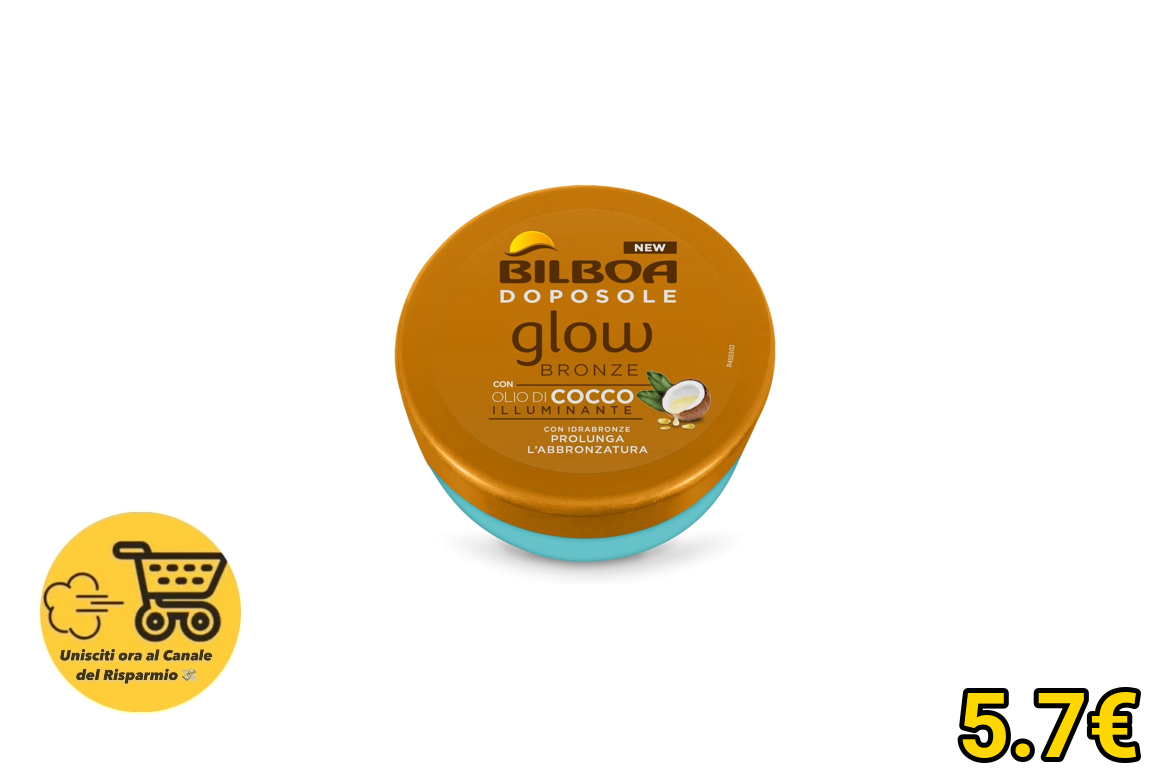 NEW
BILBOA
DOPOSOLE
glow
BRONZE
CON
OLIO DI COCCO
ILLUMINANTE
CON IDRABRONZE
PROLUNGA
L'ABBRONZATURA
R450102
Unisciti ora al Canale
del Risparmio 💸
5.7€